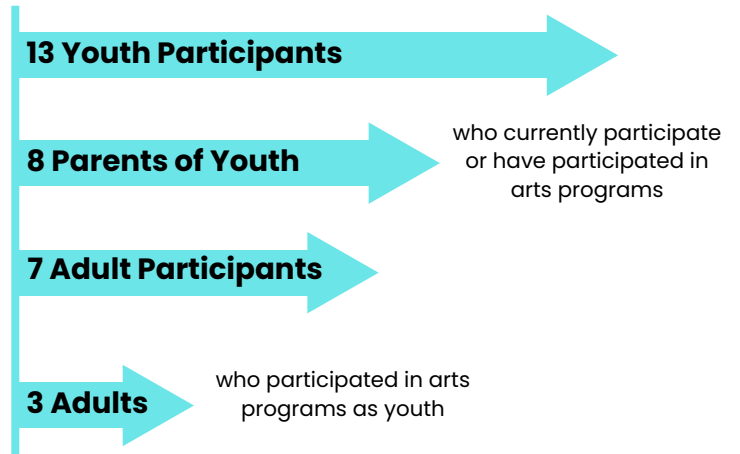 13 Youth Participants
8 Parents of Youth
who currently participate
or have participated in
arts programs
7 Adult Participants
3 Adults
who participated in arts
programs as youth